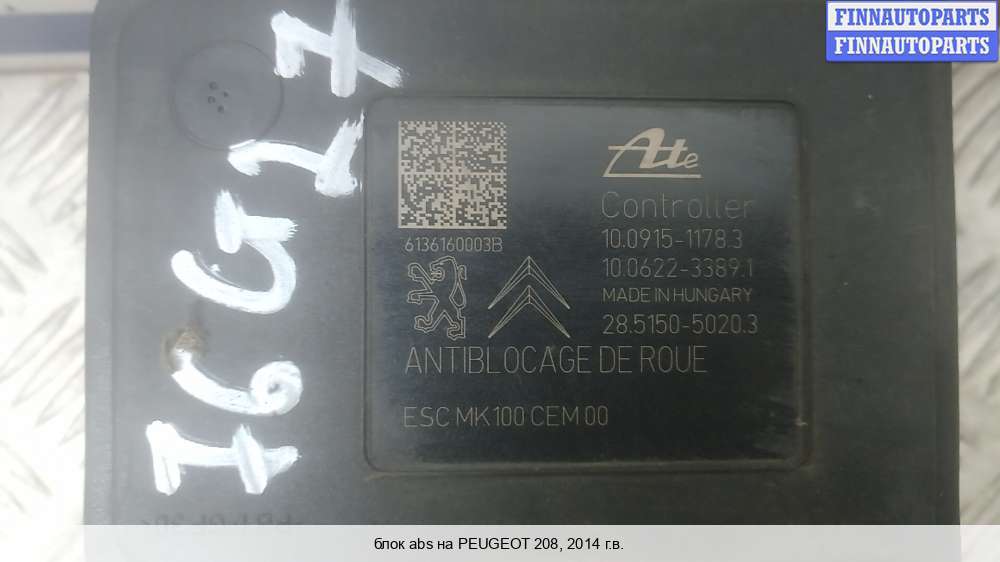 FINNAUTOPARTS
FINNAUTOPARTS
Ate
Controller
6136160003B
10.0915-1178.3
10.0622-3389.1
MADE IN HUNGARY
28.5150-5020.3
ANTIBLOCAGE DE ROUE
ESC MK100 CEM 00
блок abs на PEUGEOT 208, 2014 г.в.